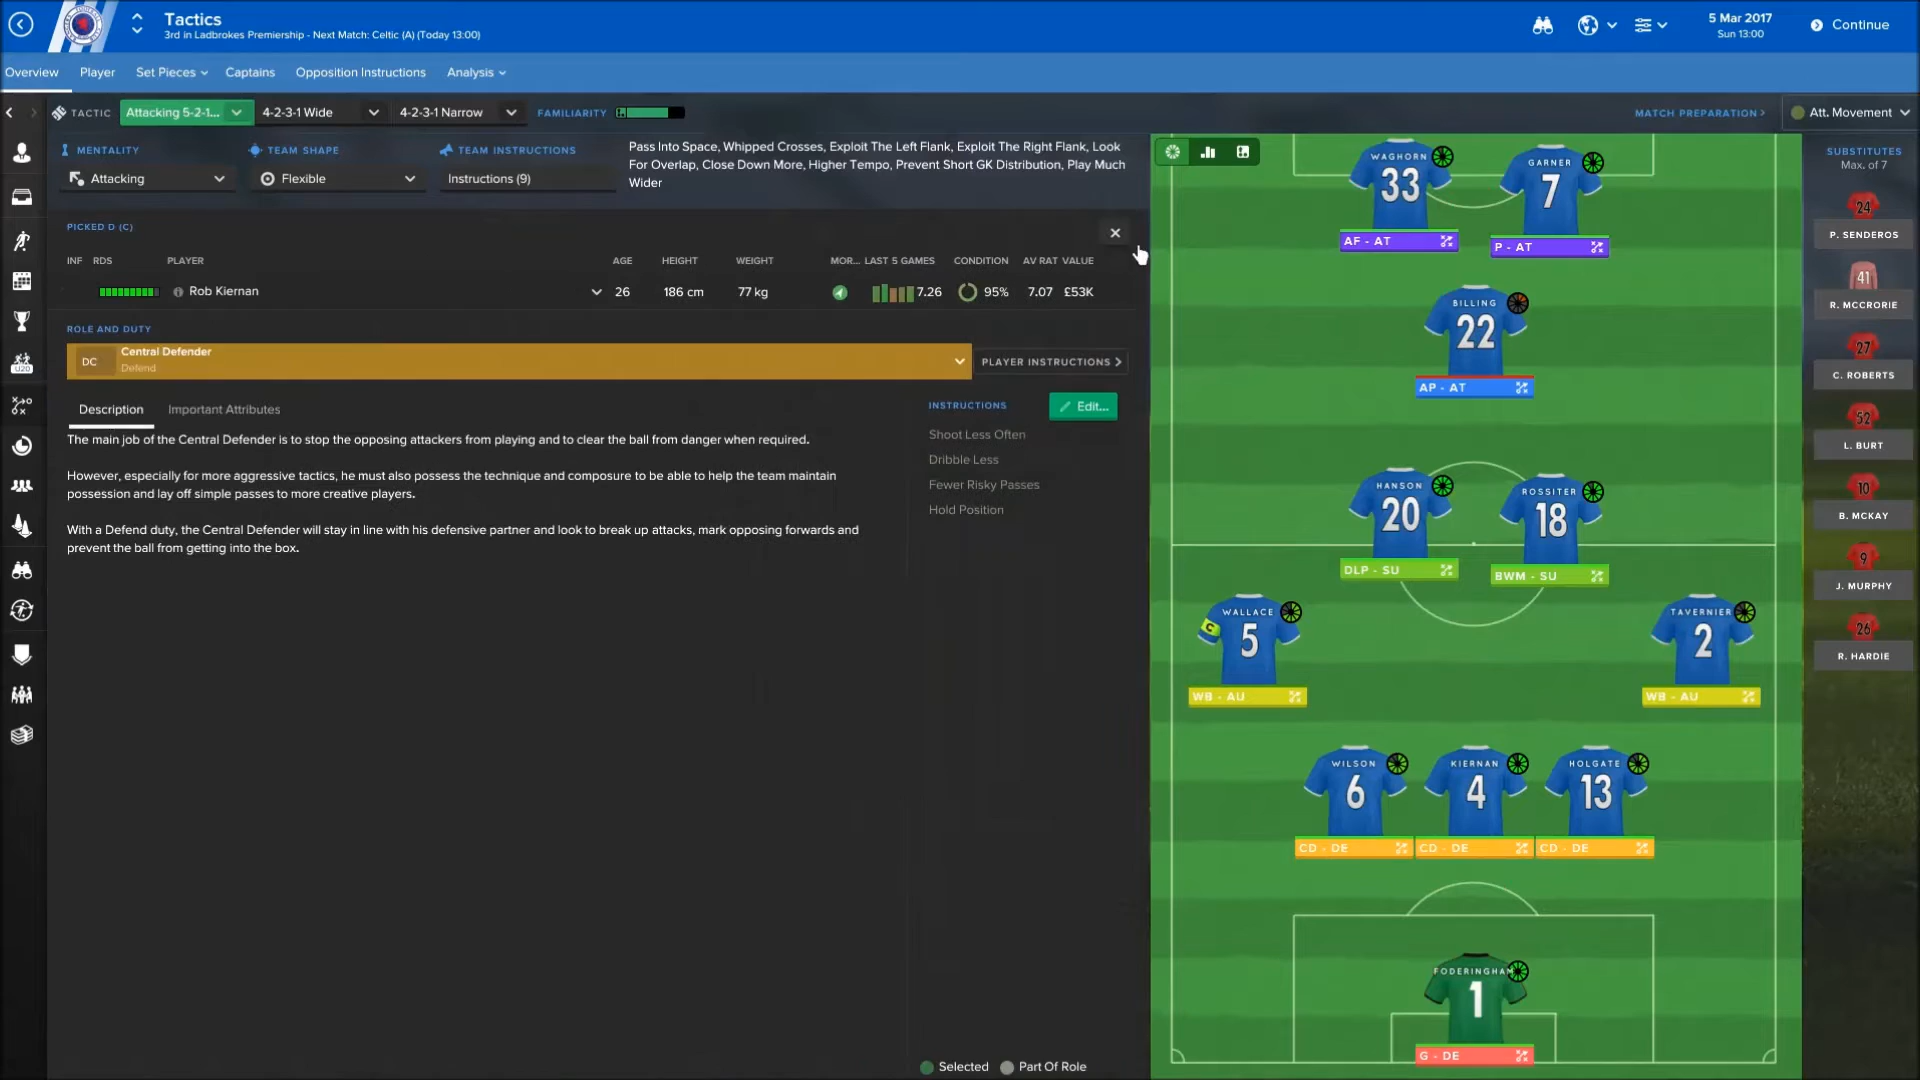 Tactics
3rd in Ladbrokes Premiership - Next Match: Celtic (A) (Today 13:00)
5 Mar 2017
Sun 13:00
Continue
Overview
Player
Set Pieces
Captains
Opposition Instructions
Analysis
TACTIC
Attacking 5-2-1...
4-2-3-1 Wide
4-2-3-1 Narrow
FAMILIARITY
MATCH PREPARATION >
Att. Movement
MENTALITY
Attacking
TEAM SHAPE
Flexible
TEAM INSTRUCTIONS
Instructions (9)
Pass Into Space, Whipped Crosses, Exploit The Left Flank, Exploit The Right Flank, Look
For Overlap, Close Down More, Higher Tempo, Prevent Short GK Distribution, Play Much
Wider
PICKED D (C)
INF RDS PLAYER AGE HEIGHT WEIGHT MOR... LAST 5 GAMES CONDITION AV RAT VALUE
Rob Kiernan 26 186 cm 77 kg 7.26 95% 7.07 £53K
ROLE AND DUTY
DC
Central Defender
Defend
PLAYER INSTRUCTIONS >
Description
Important Attributes
The main job of the Central Defender is to stop the opposing attackers from playing and to clear the ball from danger when required.
However, especially for more aggressive tactics, he must also possess the technique and composure to be able to help the team maintain
possession and lay off simple passes to more creative players.
With a Defend duty, the Central Defender will stay in line with his defensive partner and look to break up attacks, mark opposing forwards and
prevent the ball from getting into the box.
INSTRUCTIONS
Edit...
Shoot Less Often
Dribble Less
Fewer Risky Passes
Hold Position
Selected
Part Of Role
U20
WAGHORN
33
AF - AT
GARNER
7
P - AT
BILLING
22
AP - AT
HANSON
20
DLP - SU
ROSSITER
18
BWM - SU
WALLACE
C
5
WB - AU
TAVERNIER
2
WB - AU
WILSON
6
CD - DE
KIERNAN
4
CD - DE
HOLGATE
13
CD - DE
FODERINGHAM
1
G - DE
SUBSTITUTES
Max. of 7
24
P. SENDEROS
41
R. MCCRORIE
27
C. ROBERTS
52
L. BURT
10
B. MCKAY
9
J. MURPHY
26
R. HARDIE